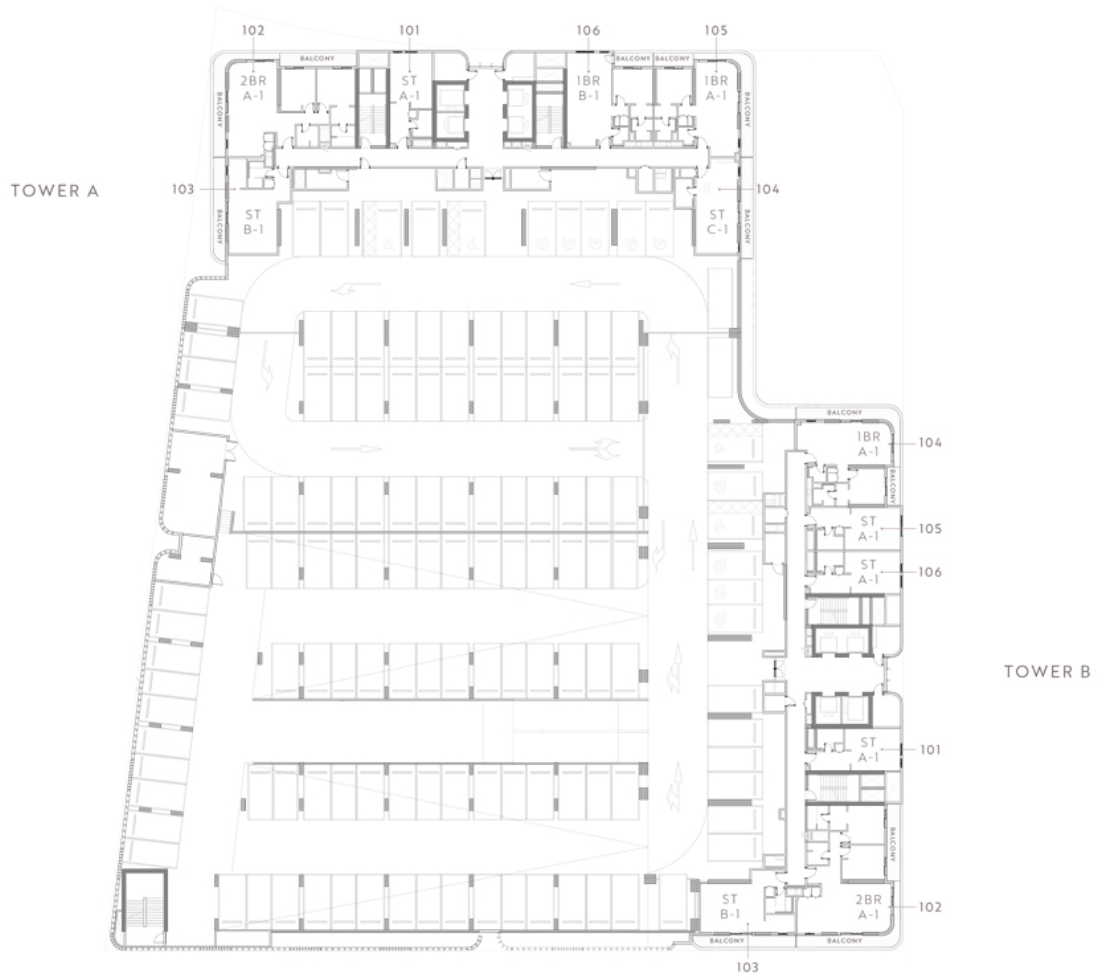 102
101
106
105
BALCONY
BALCONY
BALCONY
2BR
A-1
ST
A-1
1BR
B-1
1BR
A-1
BALCONY
BALCONY
TOWER A
103
104
ST
B-1
ST
C-1
BALCONY
BALCONY
BALCONY
1BR
A-1
104
BALCONY
ST
A-1
105
ST
A-1
106
TOWER B
ST
A-1
101
BALCONY
ST
B-1
2BR
A-1
102
BALCONY
BALCONY
103